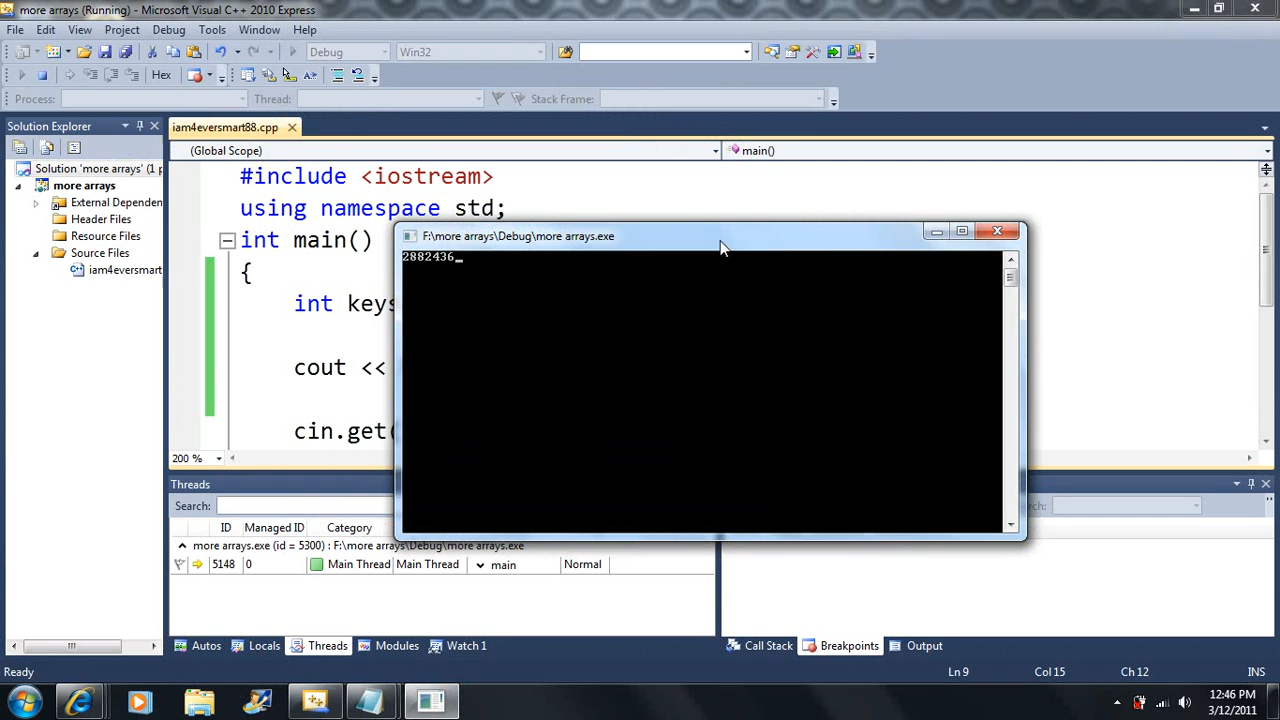 more arrays (Running) - Microsoft Visual C++ 2010 Express
File Edit View Project Debug Tools Window Help
Debug Win32
Hex
Process: Thread: Stack Frame:
Solution Explorer
iam4eversmart88.cpp
(Global Scope) main()
Solution 'more arrays' (1 p
more arrays
External Dependen
Header Files
Resource Files
Source Files
iam4eversmart
#include <iostream>
using namespace std;
int main()
{
int keys
cout <<
cin.get(
200 %
F:\more arrays\Debug\more arrays.exe
2882436_
Threads
Search:
ID Managed ID Category
more arrays.exe (id = 5300) : F:\more arrays\Debug\more arrays.exe
5148 0 Main Thread Main Thread main Normal
Autos Locals Threads Modules Watch 1
Call Stack Breakpoints Output
Ready Ln 9 Col 15 Ch 12 INS
12:46 PM
3/12/2011